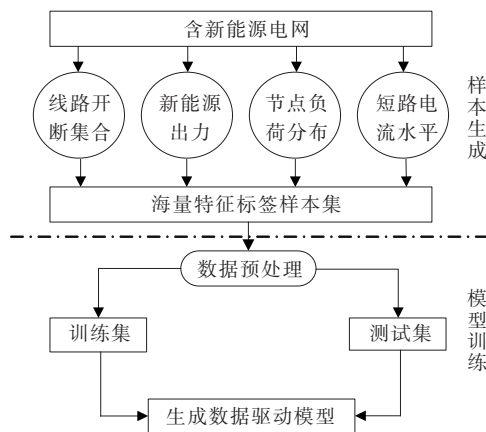 含新能源电网
线路开
断集合
新能源
出力
节点负
荷分布
短路电
流水平
样本生成
海量特征标签样本集
数据预处理
训练集
测试集
模型训练
生成数据驱动模型